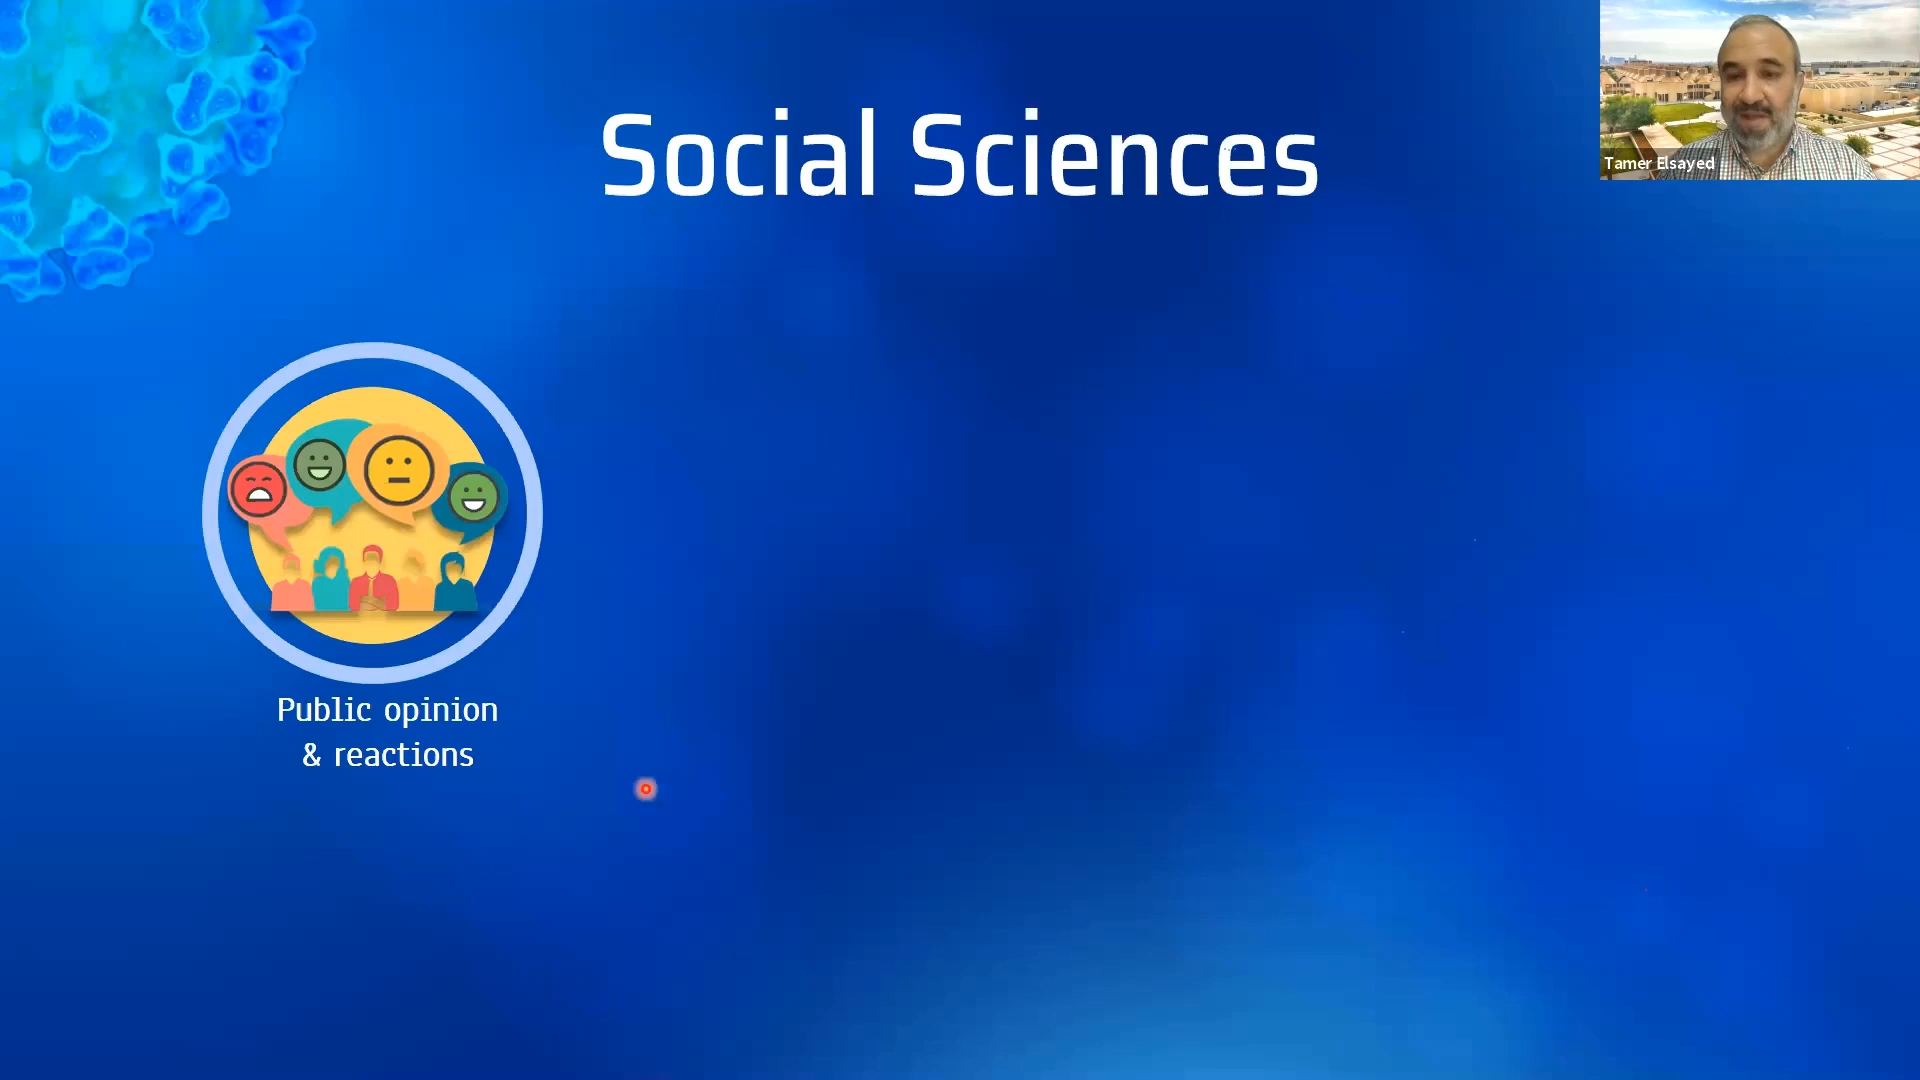 Social Sciences
Tamer Elsayed
Public opinion
& reactions